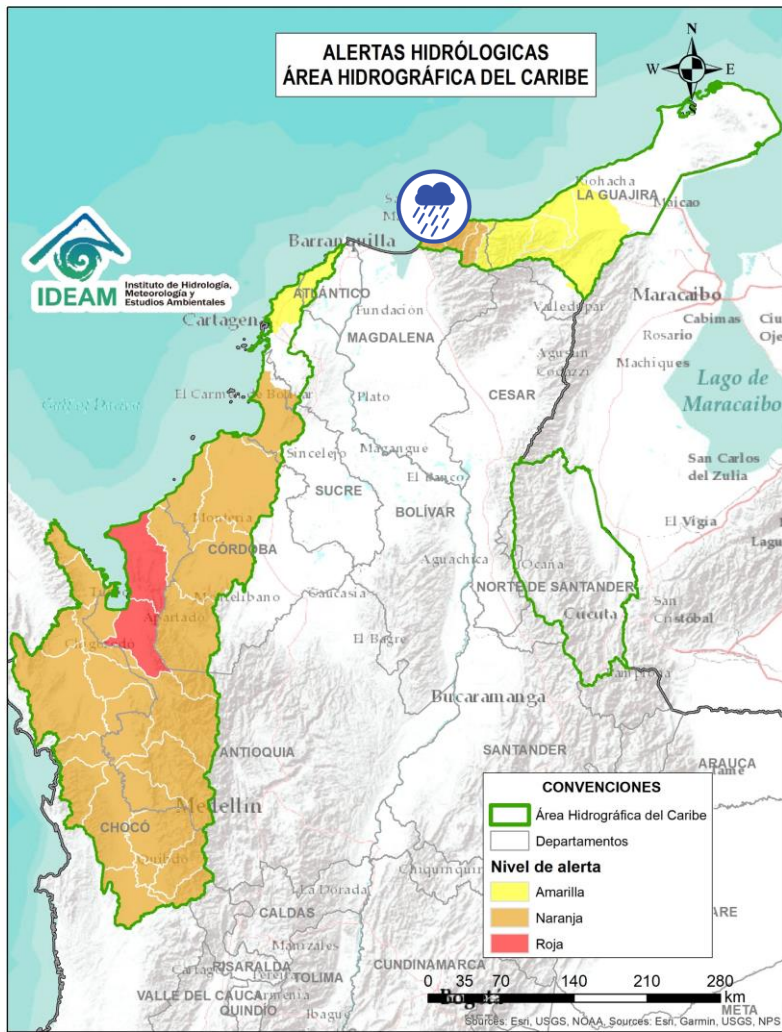 ALERTAS HIDRÓLOGICAS
ÁREA HIDROGRÁFICA DEL CARIBE
N
W
E
S
Riohacha
LA GUAJIRA
Maicao
Barranquilla
IDEAM
Instituto de Hidrología,
Meteorología y
Estudios Ambientales
ATLÁNTICO
Cartagena
Fundación
Valledupar
Maracaibo
Cabimas
MAGDALENA
Rosario
Agustín
Codazzi
Machiques
El Carmen de Bolívar
Plato
CESAR
Lago de
Maracaibo
Sincelejo
Magangue
San Carlos
del Zulia
El Banco
SUCRE
BOLÍVAR
Montería
El Vigía
CÓRDOBA
Aguachica
Ocaña
NORTE DE SANTANDER
Caucasia
Apartado
Cucuta
San
Cristóbal
El Bagre
Bucaramanga
ANTIOQUIA
SANTANDER
ARAUCA
CONVENCIONES
Área Hidrográfica del Caribe
Departamentos
Nivel de alerta
Amarilla
Naranja
Roja
Medellín
CHOCÓ
Quibdó
La Dorada
CALDAS
Manizales
RISARALDA
CUNDINAMARCA
TOLIMA
VALLE DEL CAUCA
Armenia
QUINDÍO
Ibague
0 35 70 140 210 280
km
META
Sources: Esri, USGS, NOAA, Sources: Esri, Garmin, USGS, NPS